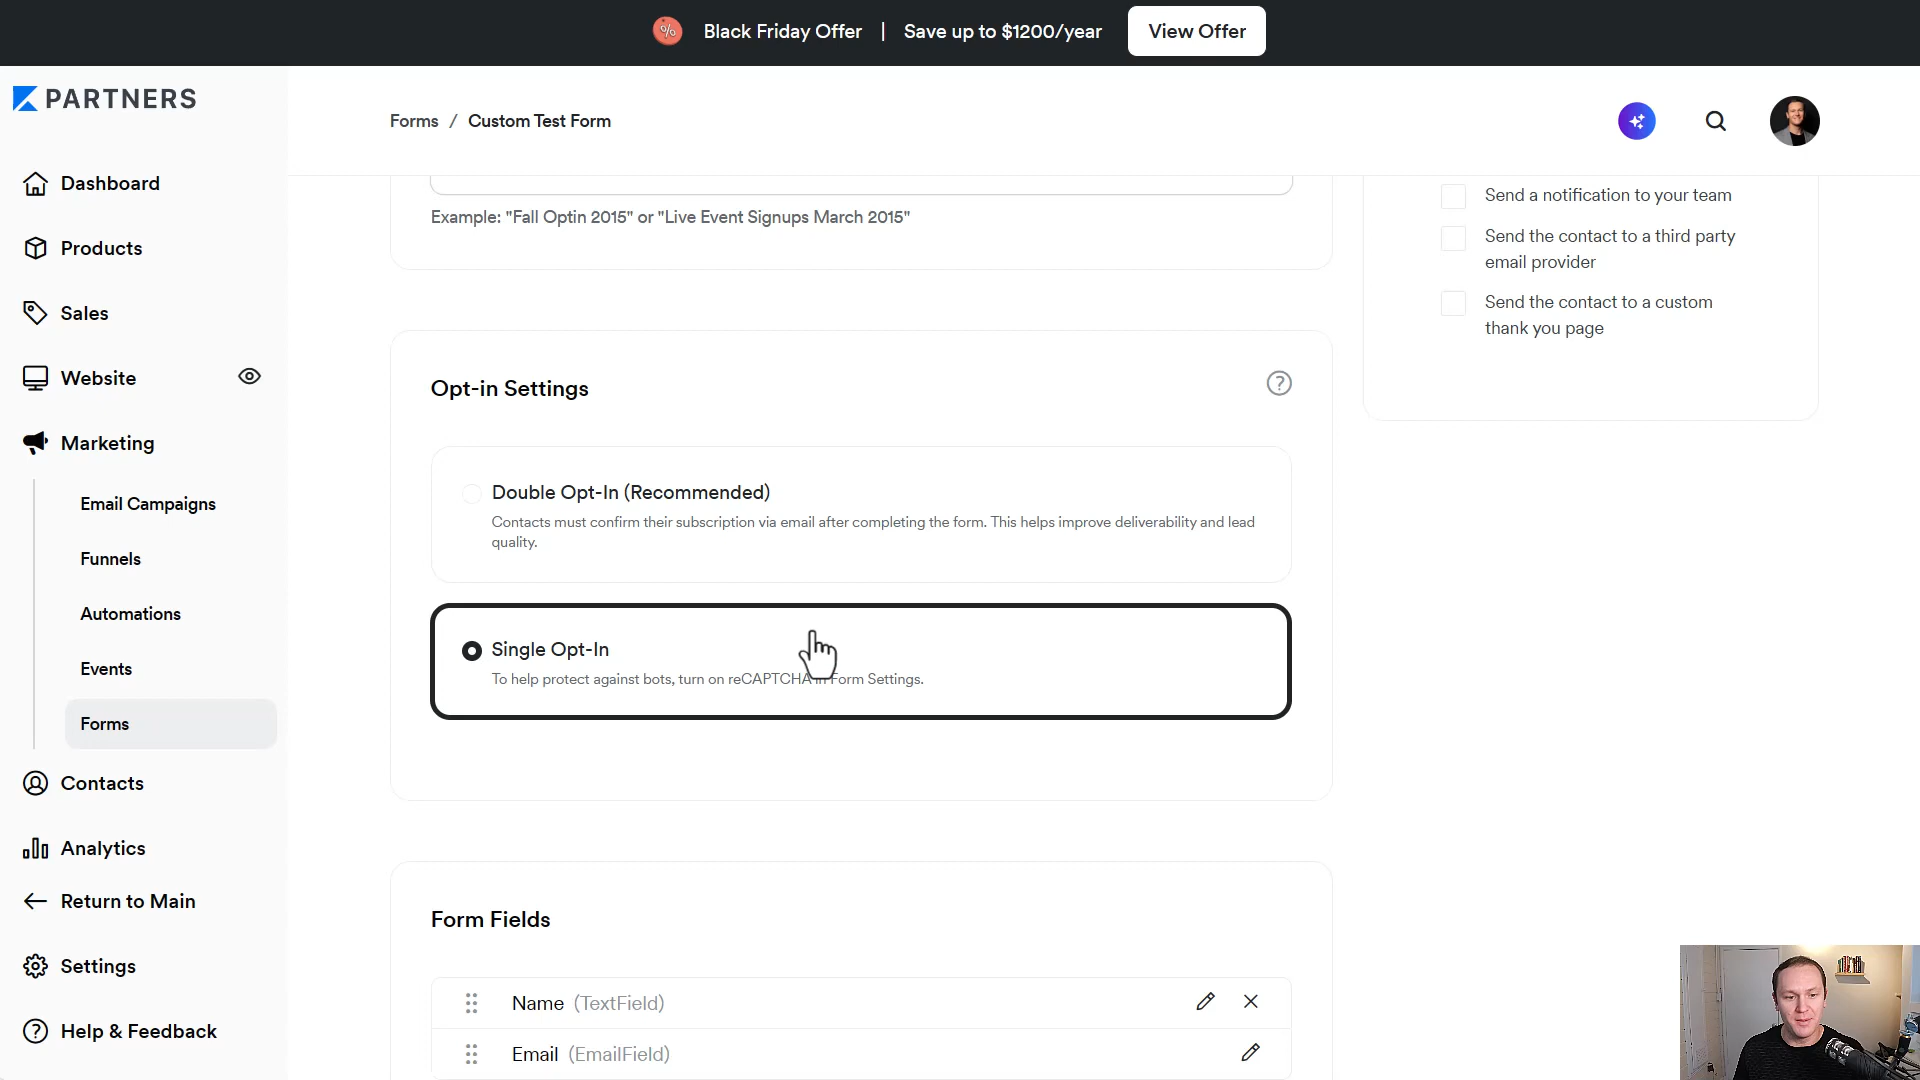 Black Friday Offer | Save up to $1200/year View Offer
PARTNERS
Forms / Custom Test Form
Dashboard
Products
Sales
Website
Marketing
Email Campaigns
Funnels
Automations
Events
Forms
Contacts
Analytics
Return to Main
Settings
Help & Feedback
Example: "Fall Optin 2015" or "Live Event Signups March 2015"
Opt-in Settings
Double Opt-In (Recommended)
Contacts must confirm their subscription via email after completing the form. This helps improve deliverability and lead
quality.
Single Opt-In
To help protect against bots, turn on reCAPTCHA in Form Settings.
Form Fields
Name (TextField)
Email (EmailField)
Send a notification to your team
Send the contact to a third party
email provider
Send the contact to a custom
thank you page